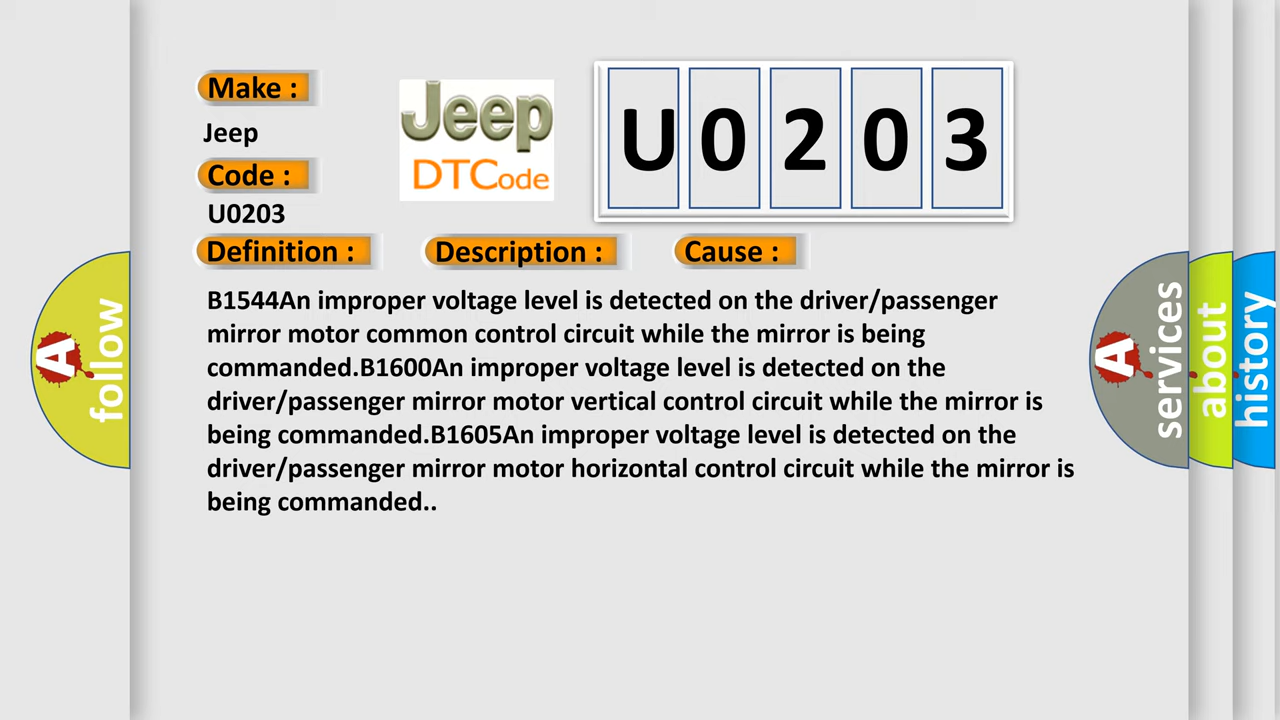 Make :
Jeep
Code :
U0203
Jeep
DTCode
U0203
Definition :
Description :
Cause :
B1544An improper voltage level is detected on the driver/passenger
mirror motor common control circuit while the mirror is being
commanded.B1600An improper voltage level is detected on the
driver/passenger mirror motor vertical control circuit while the mirror is
being commanded.B1605An improper voltage level is detected on the
driver/passenger mirror motor horizontal control circuit while the mirror is
being commanded..
A follow
A services
about
history